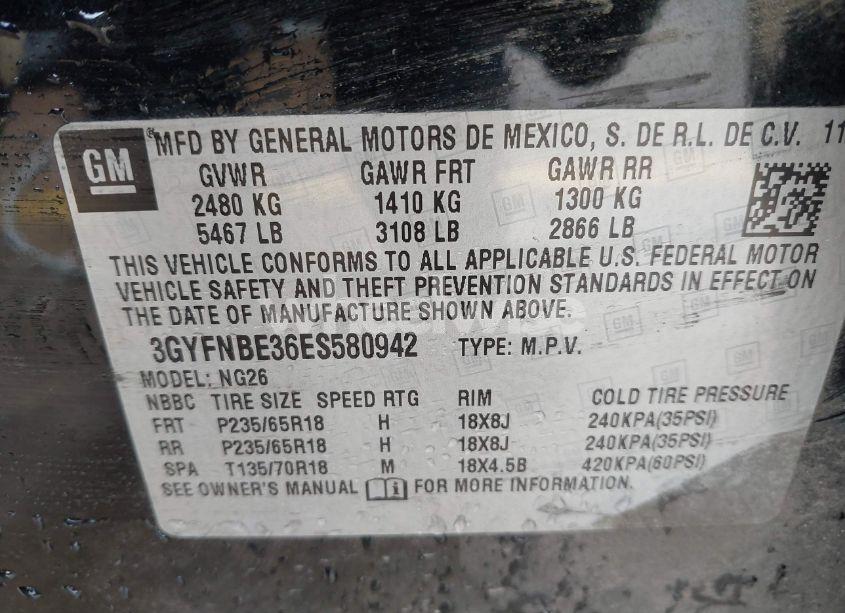 GM
MFD BY GENERAL MOTORS DE MEXICO, S. DE R.L. DE C.V. 11
GVWR GAWR FRT GAWR RR
2480 KG 1410 KG 1300 KG
5467 LB 3108 LB 2866 LB
THIS VEHICLE CONFORMS TO ALL APPLICABLE U.S. FEDERAL MOTOR
VEHICLE SAFETY AND THEFT PREVENTION STANDARDS IN EFFECT ON
THE DATE OF MANUFACTURE SHOWN ABOVE.
3GYFNBE36ES580942 TYPE: M.P.V.
MODEL: NG26
NBBC TIRE SIZE SPEED RTG RIM COLD TIRE PRESSURE
FRT P235/65R18 H 18X8J 240KPA(35PSI)
RR P235/65R18 H 18X8J 240KPA(35PSI)
SPA T135/70R18 M 18X4.5B 420KPA(60PSI)
SEE OWNER'S MANUAL FOR MORE INFORMATION.